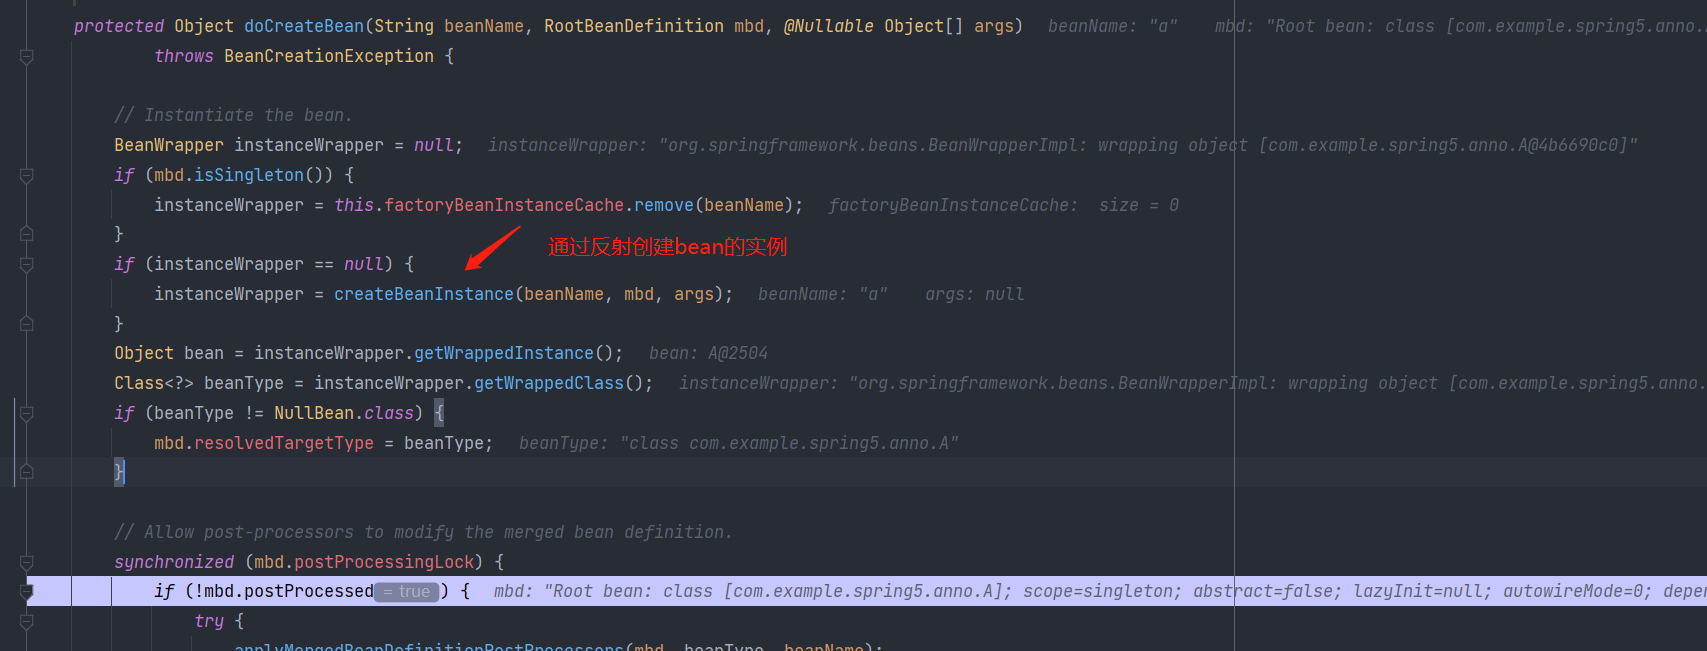 protected Object doCreateBean(String beanName, RootBeanDefinition mbd, @Nullable Object[] args)   beanName: "a"    mbd: "Root bean: class [com.example.spring5.anno.
throws BeanCreationException {
// Instantiate the bean.
BeanWrapper instanceWrapper = null;   instanceWrapper: "org.springframework.beans.BeanWrapperImpl: wrapping object [com.example.spring5.anno.A@4b6690c0]"
if (mbd.isSingleton()) {
instanceWrapper = this.factoryBeanInstanceCache.remove(beanName);   factoryBeanInstanceCache:  size = 0
}
通过反射创建bean的实例
if (instanceWrapper == null) {
instanceWrapper = createBeanInstance(beanName, mbd, args);   beanName: "a"    args: null
}
Object bean = instanceWrapper.getWrappedInstance();   bean: A@2504
Class<?> beanType = instanceWrapper.getWrappedClass();   instanceWrapper: "org.springframework.beans.BeanWrapperImpl: wrapping object [com.example.spring5.anno.
if (beanType != NullBean.class) {
mbd.resolvedTargetType = beanType;   beanType: "class com.example.spring5.anno.A"
}
// Allow post-processors to modify the merged bean definition.
synchronized (mbd.postProcessingLock) {
if (!mbd.postProcessed = true ) {   mbd: "Root bean: class [com.example.spring5.anno.A]; scope=singleton; abstract=false; lazyInit=null; autowireMode=0; depen
try {
applyMergedBeanDefinitionPostProcessors(mbd, beanType, beanName);